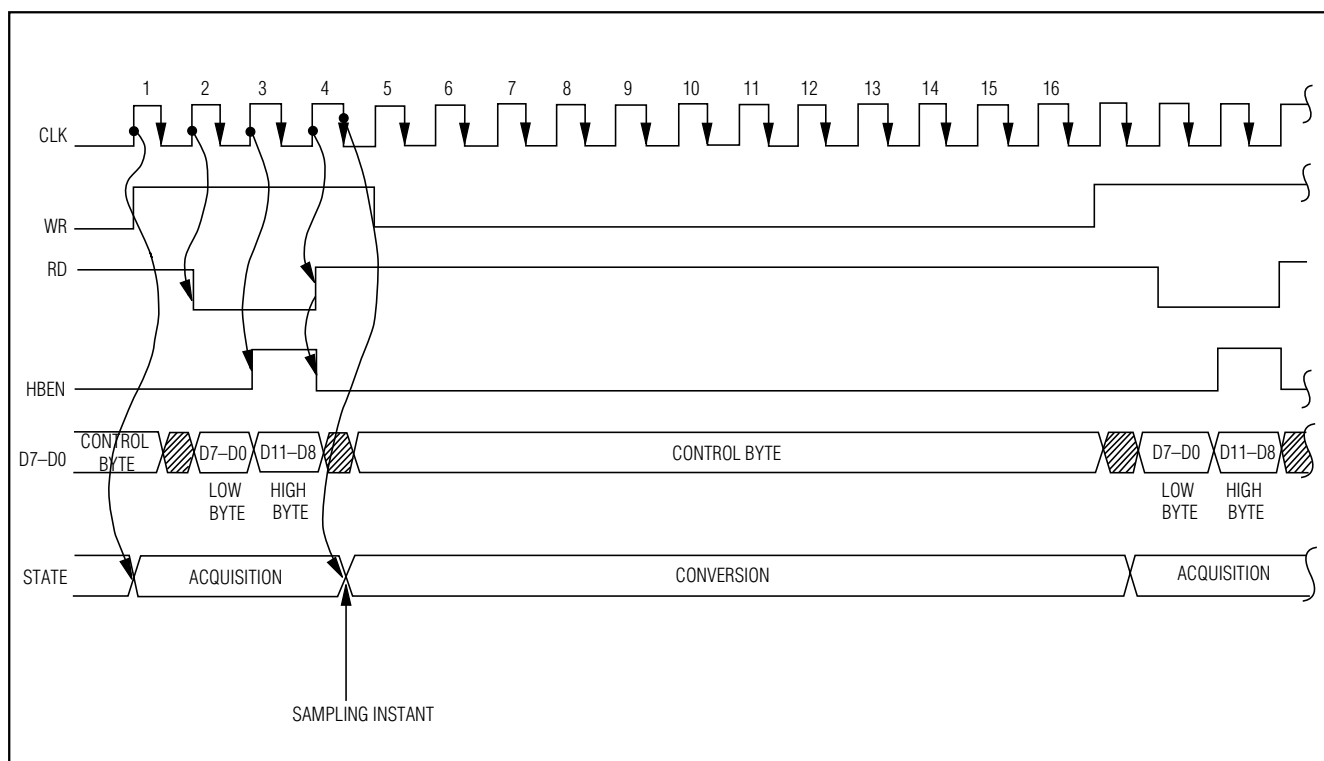 1 2 3 4 5 6 7 8 9 10 11 12 13 14 15 16
CLK
WR
RD
HBEN
D7–D0
CONTROL
BYTE
D7–D0
D11–D8
CONTROL BYTE
D7–D0
D11–D8
LOW
BYTE
HIGH
BYTE
LOW
BYTE
HIGH
BYTE
STATE
ACQUISITION
CONVERSION
ACQUISITION
SAMPLING INSTANT